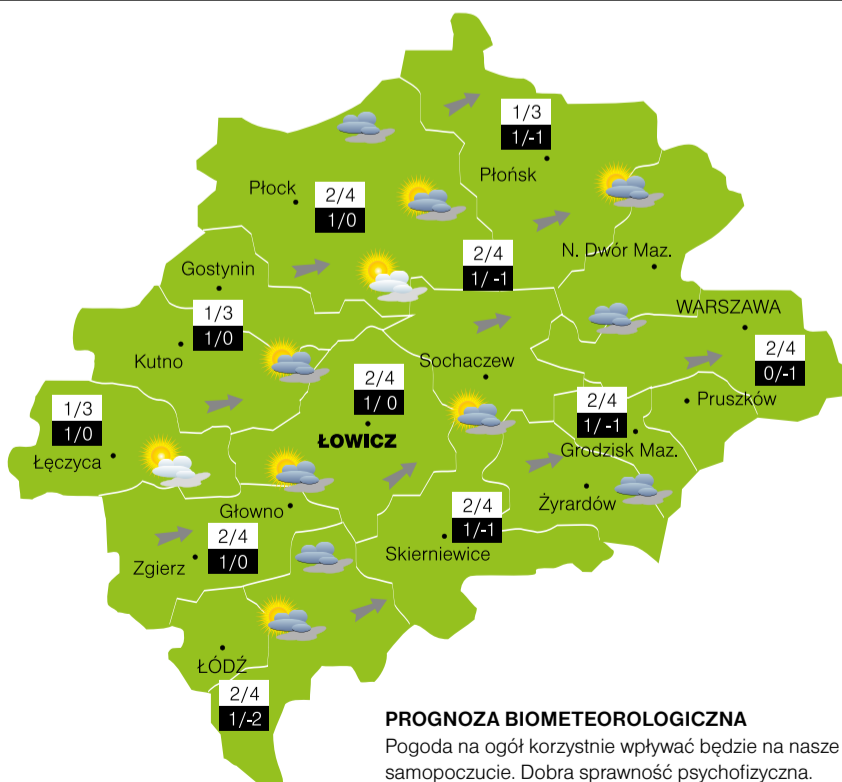 1/3
1/-1
Płońsk
Płock
2/4
1/0
2/4
1/ -1
N. Dwór Maz.
Gostynin
1/3
1/0
Kutno
WARSZAWA
2/4
0/-1
Sochaczew
2/4
1/ 0
ŁOWICZ
2/4
1/ -1
Grodzisk Maz.
Pruszków
1/3
1/0
Łęczyca
Głowno
Żyrardów
2/4
1/-1
Skierniewice
2/4
1/0
Zgierz
ŁÓDŹ
2/4
1/-2
PROGNOZA BIOMETEOROLOGICZNA
Pogoda na ogół korzystnie wpływać będzie na nasze
samopoczucie. Dobra sprawność psychofizyczna.